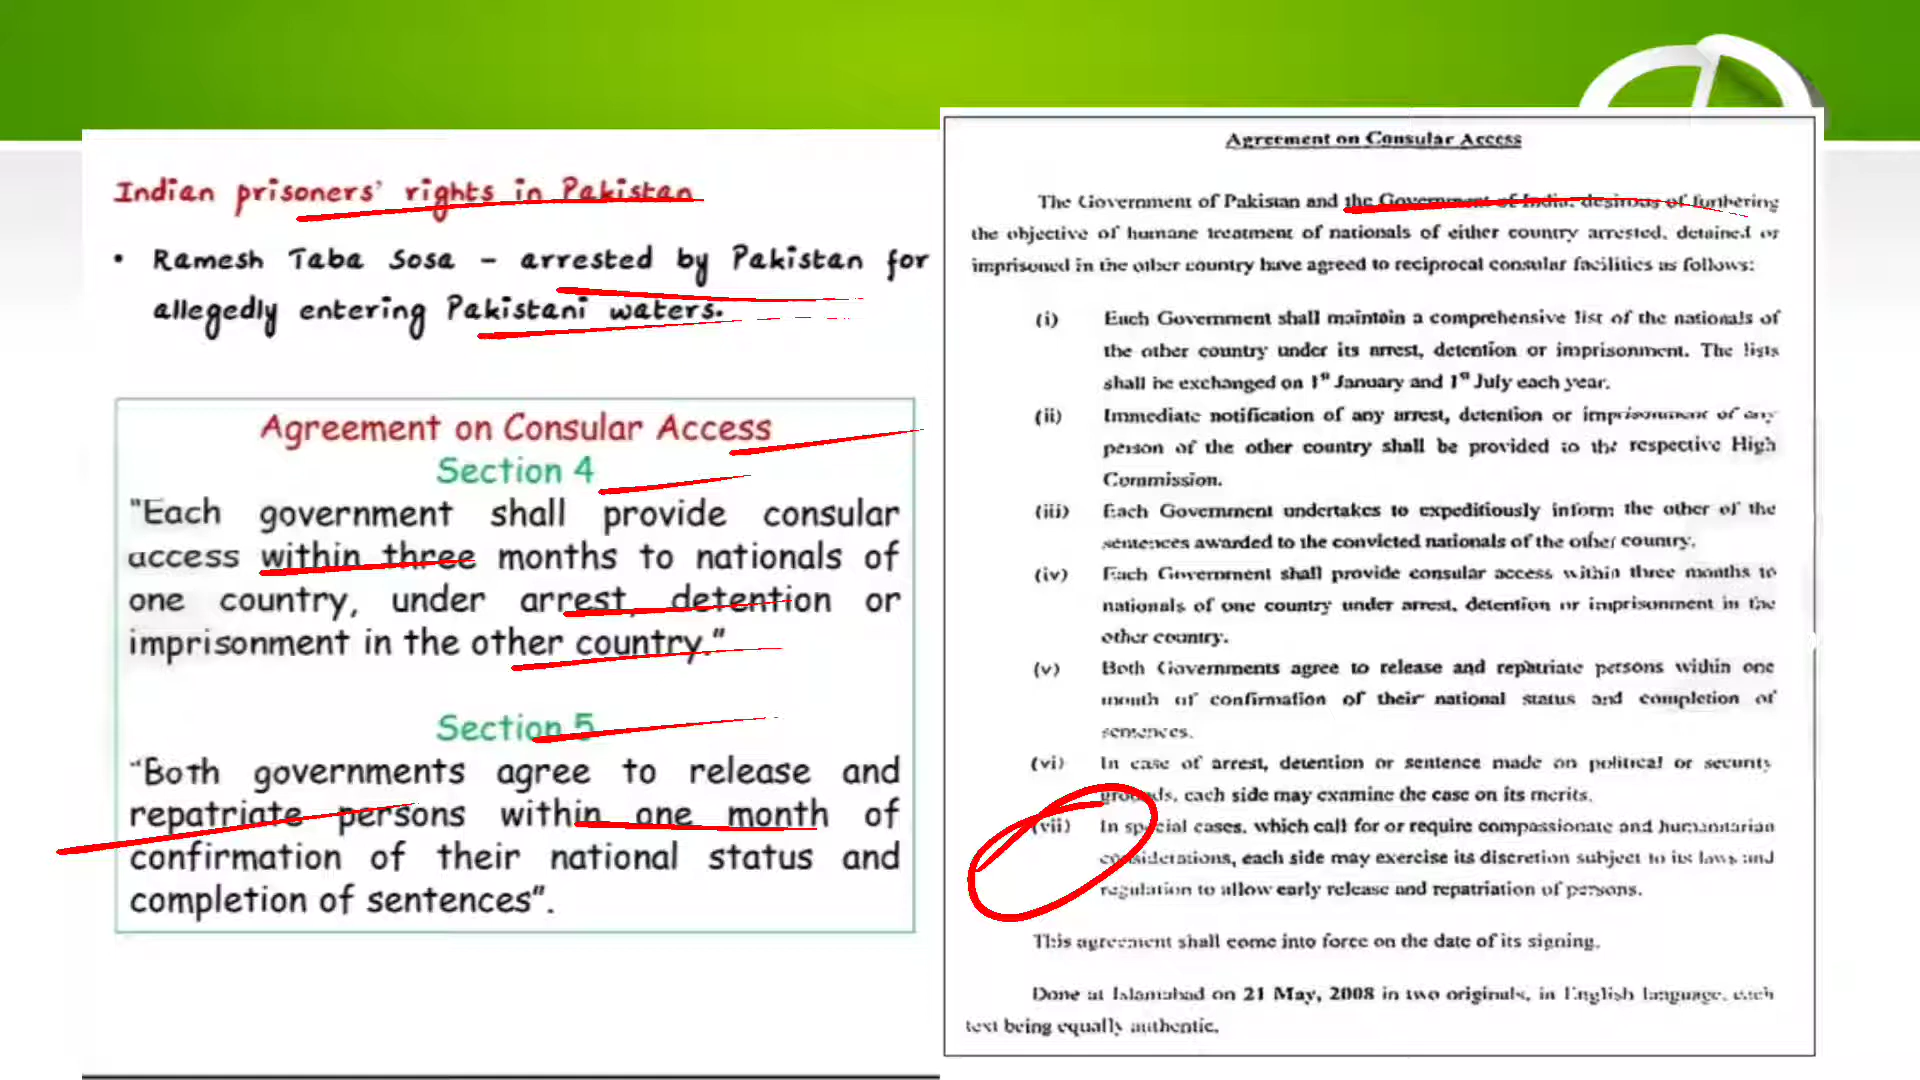 Indian prisoners' rights in Pakistan
• Ramesh Taba Sosa – arrested by Pakistan for
allegedly entering Pakistani waters.
Agreement on Consular Access
Section 4
"Each government shall provide consular
access within three months to nationals of
one country, under arrest, detention or
imprisonment in the other country."
Section 5
"Both governments agree to release and
repatriate persons within one month of
confirmation of their national status and
completion of sentences".
Agreement on Consular Access
The Government of Pakistan and the Government of India, desirous of furthering
the objective of humane treatment of nationals of either country arrested, detained or
imprisoned in the other country have agreed to reciprocal consular facilities as follows:
(i) Each Government shall maintain a comprehensive list of the nationals of
the other country under its arrest, detention or imprisonment. The lists
shall be exchanged on 1st January and 1st July each year.
(ii) Immediate notification of any arrest, detention or imprisonment of any
person of the other country shall be provided to the respective High
Commission.
(iii) Each Government undertakes to expeditiously inform the other of the
sentences awarded to the convicted nationals of the other country.
(iv) Each Government shall provide consular access within three months to
nationals of one country under arrest, detention or imprisonment in the
other country.
(v) Both Governments agree to release and repatriate persons within one
month of confirmation of their national status and completion of
sentences.
(vi) In case of arrest, detention or sentence made on political or security
grounds, each side may examine the case on its merits.
(vii) In special cases, which call for or require compassionate and humanitarian
considerations, each side may exercise its discretion subject to its laws and
regulation to allow early release and repatriation of persons.
This agreement shall come into force on the date of its signing.
Done at Islamabad on 21 May, 2008 in two originals, in English language, each
text being equally authentic.